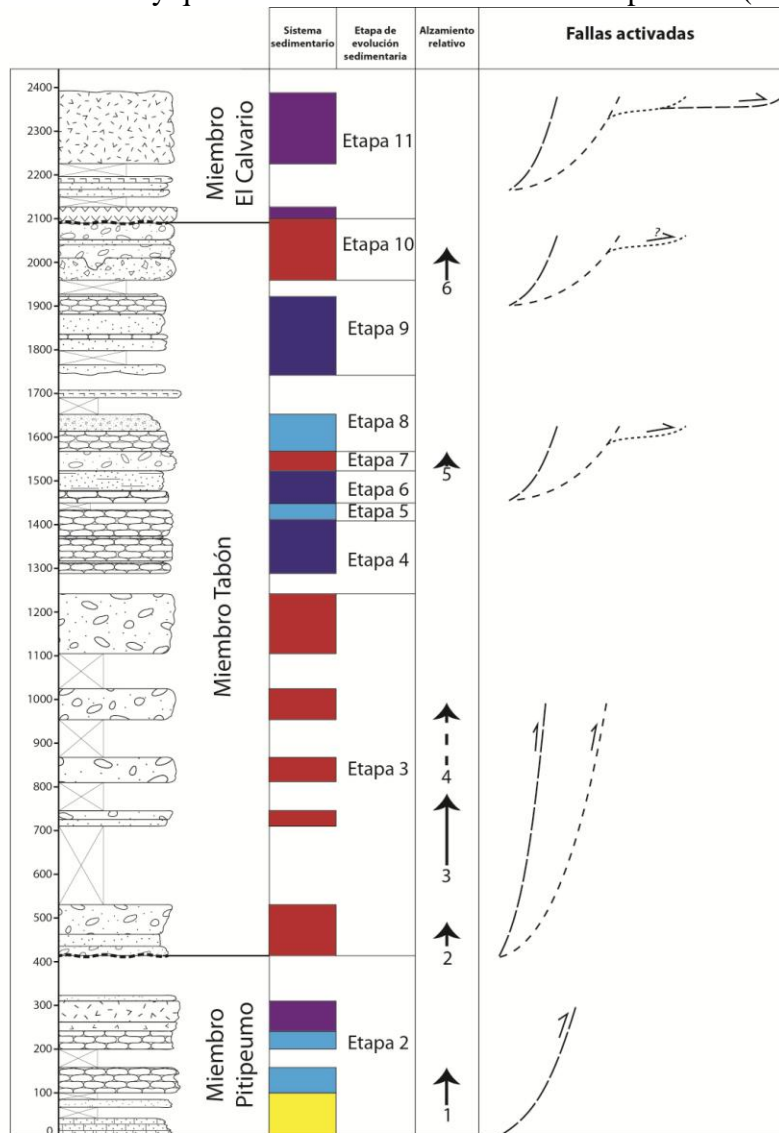 Sistema sedimentario
Etapa de evolución sedimentaria
Alzamiento relativo
Fallas activadas
2400
2300
2200
2100
2000
1900
1800
1700
1600
1500
1400
1300
1200
1100
1000
900
800
700
600
500
400
300
200
100
0
Miembro El Calvario
Miembro Tabón
Miembro Pitipeumo
Etapa 11
Etapa 10
Etapa 9
Etapa 8
Etapa 7
Etapa 6
Etapa 5
Etapa 4
Etapa 3
Etapa 2
6
5
4
3
2
1
?